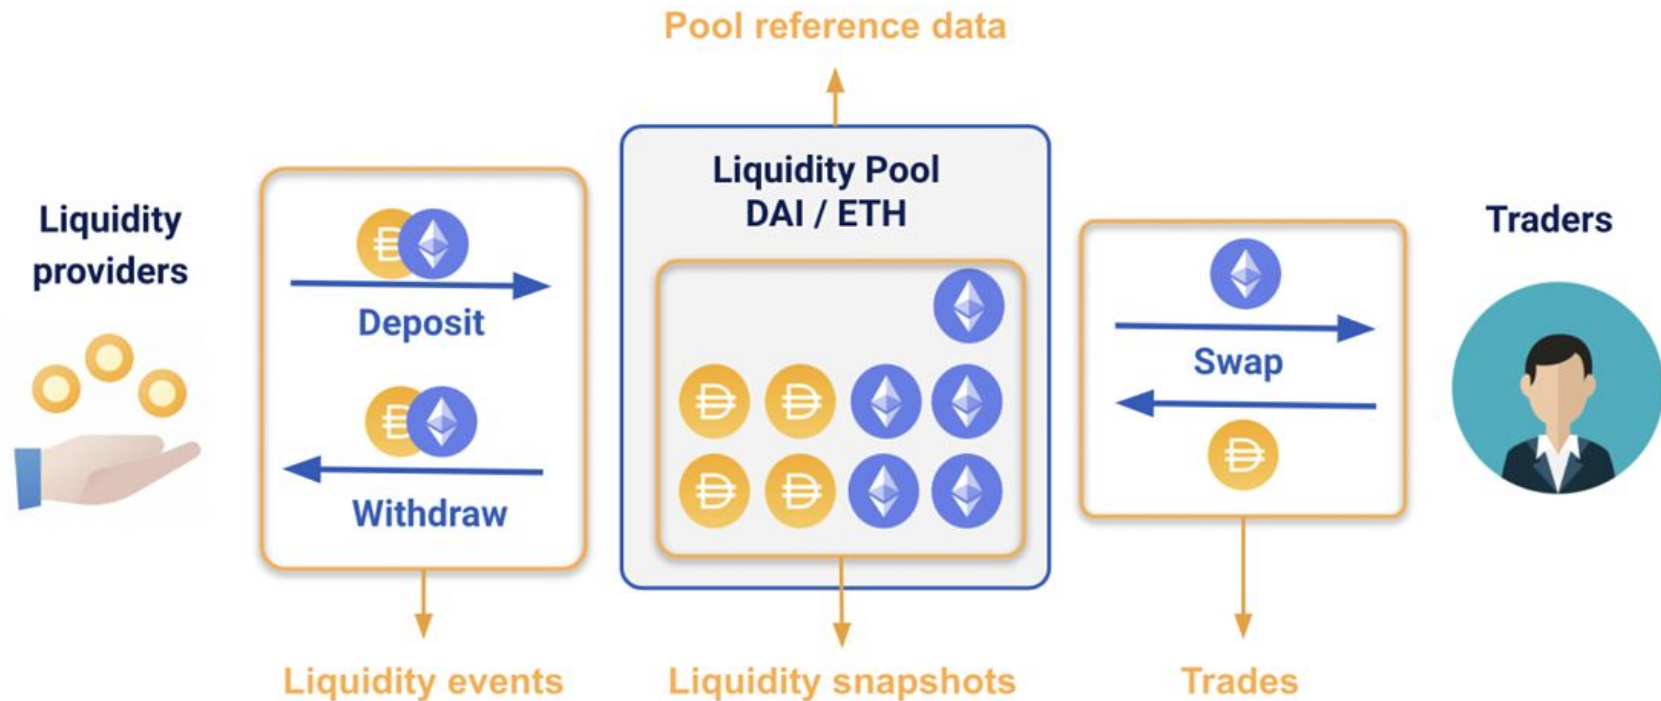 Pool reference data
Liquidity Pool
DAI / ETH
Liquidity
providers
Deposit
Withdraw
Traders
Swap
Liquidity events
Liquidity snapshots
Trades